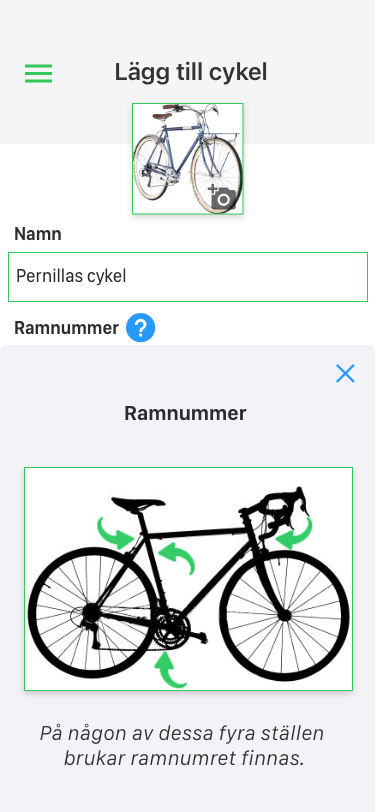 Lägg till cykel
Namn
Pernillas cykel
Ramnummer ?
Ramnummer
På någon av dessa fyra ställen
brukar ramnumret finnas.